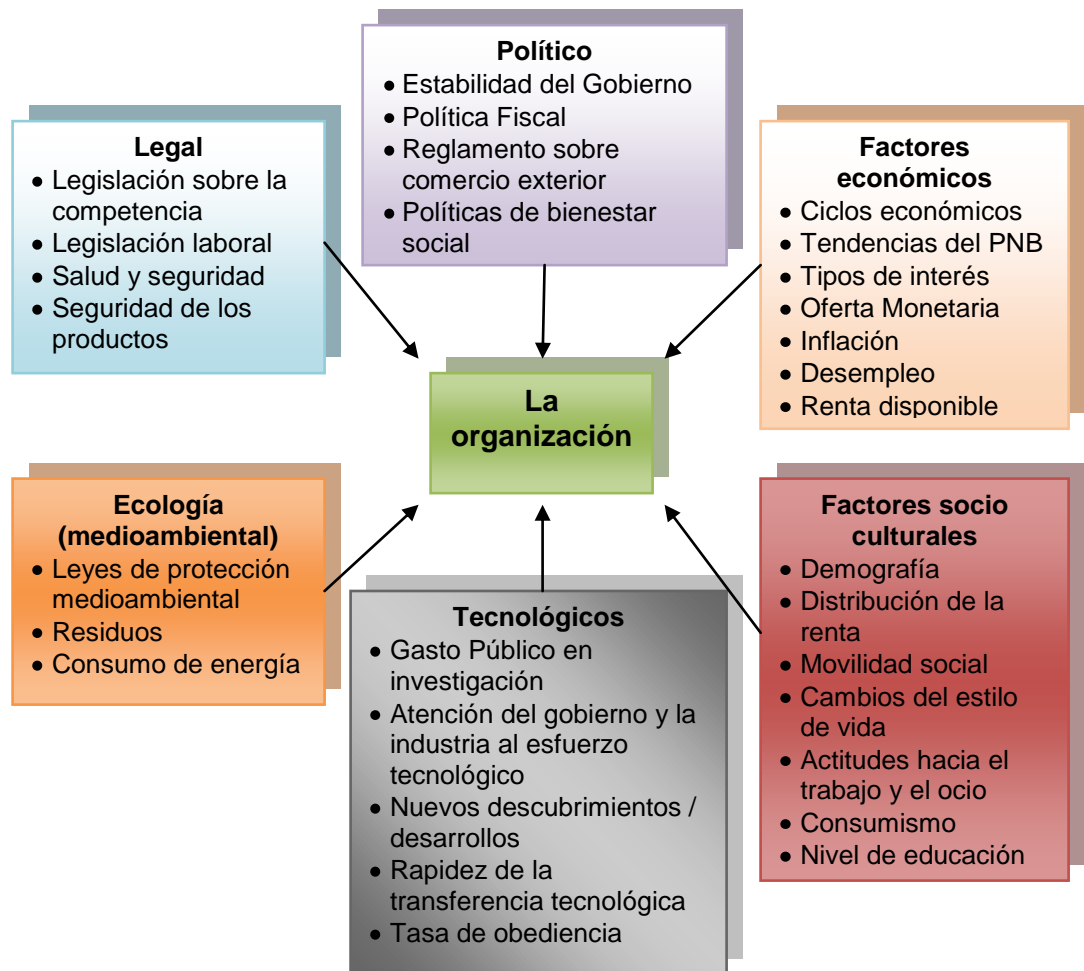 Político
• Estabilidad del Gobierno
• Política Fiscal
• Reglamento sobre
comercio exterior
• Políticas de bienestar
social
Legal
• Legislación sobre la
competencia
• Legislación laboral
• Salud y seguridad
• Seguridad de los
productos
Factores
económicos
• Ciclos económicos
• Tendencias del PNB
• Tipos de interés
• Oferta Monetaria
• Inflación
• Desempleo
• Renta disponible
La
organización
Ecología
(medioambiental)
• Leyes de protección
medioambiental
• Residuos
• Consumo de energía
Tecnológicos
• Gasto Público en
investigación
• Atención del gobierno y la
industria al esfuerzo
tecnológico
• Nuevos descubrimientos /
desarrollos
• Rapidez de la
transferencia tecnológica
• Tasa de obediencia
Factores socio
culturales
• Demografía
• Distribución de la
renta
• Movilidad social
• Cambios del estilo
de vida
• Actitudes hacia el
trabajo y el ocio
• Consumismo
• Nivel de educación